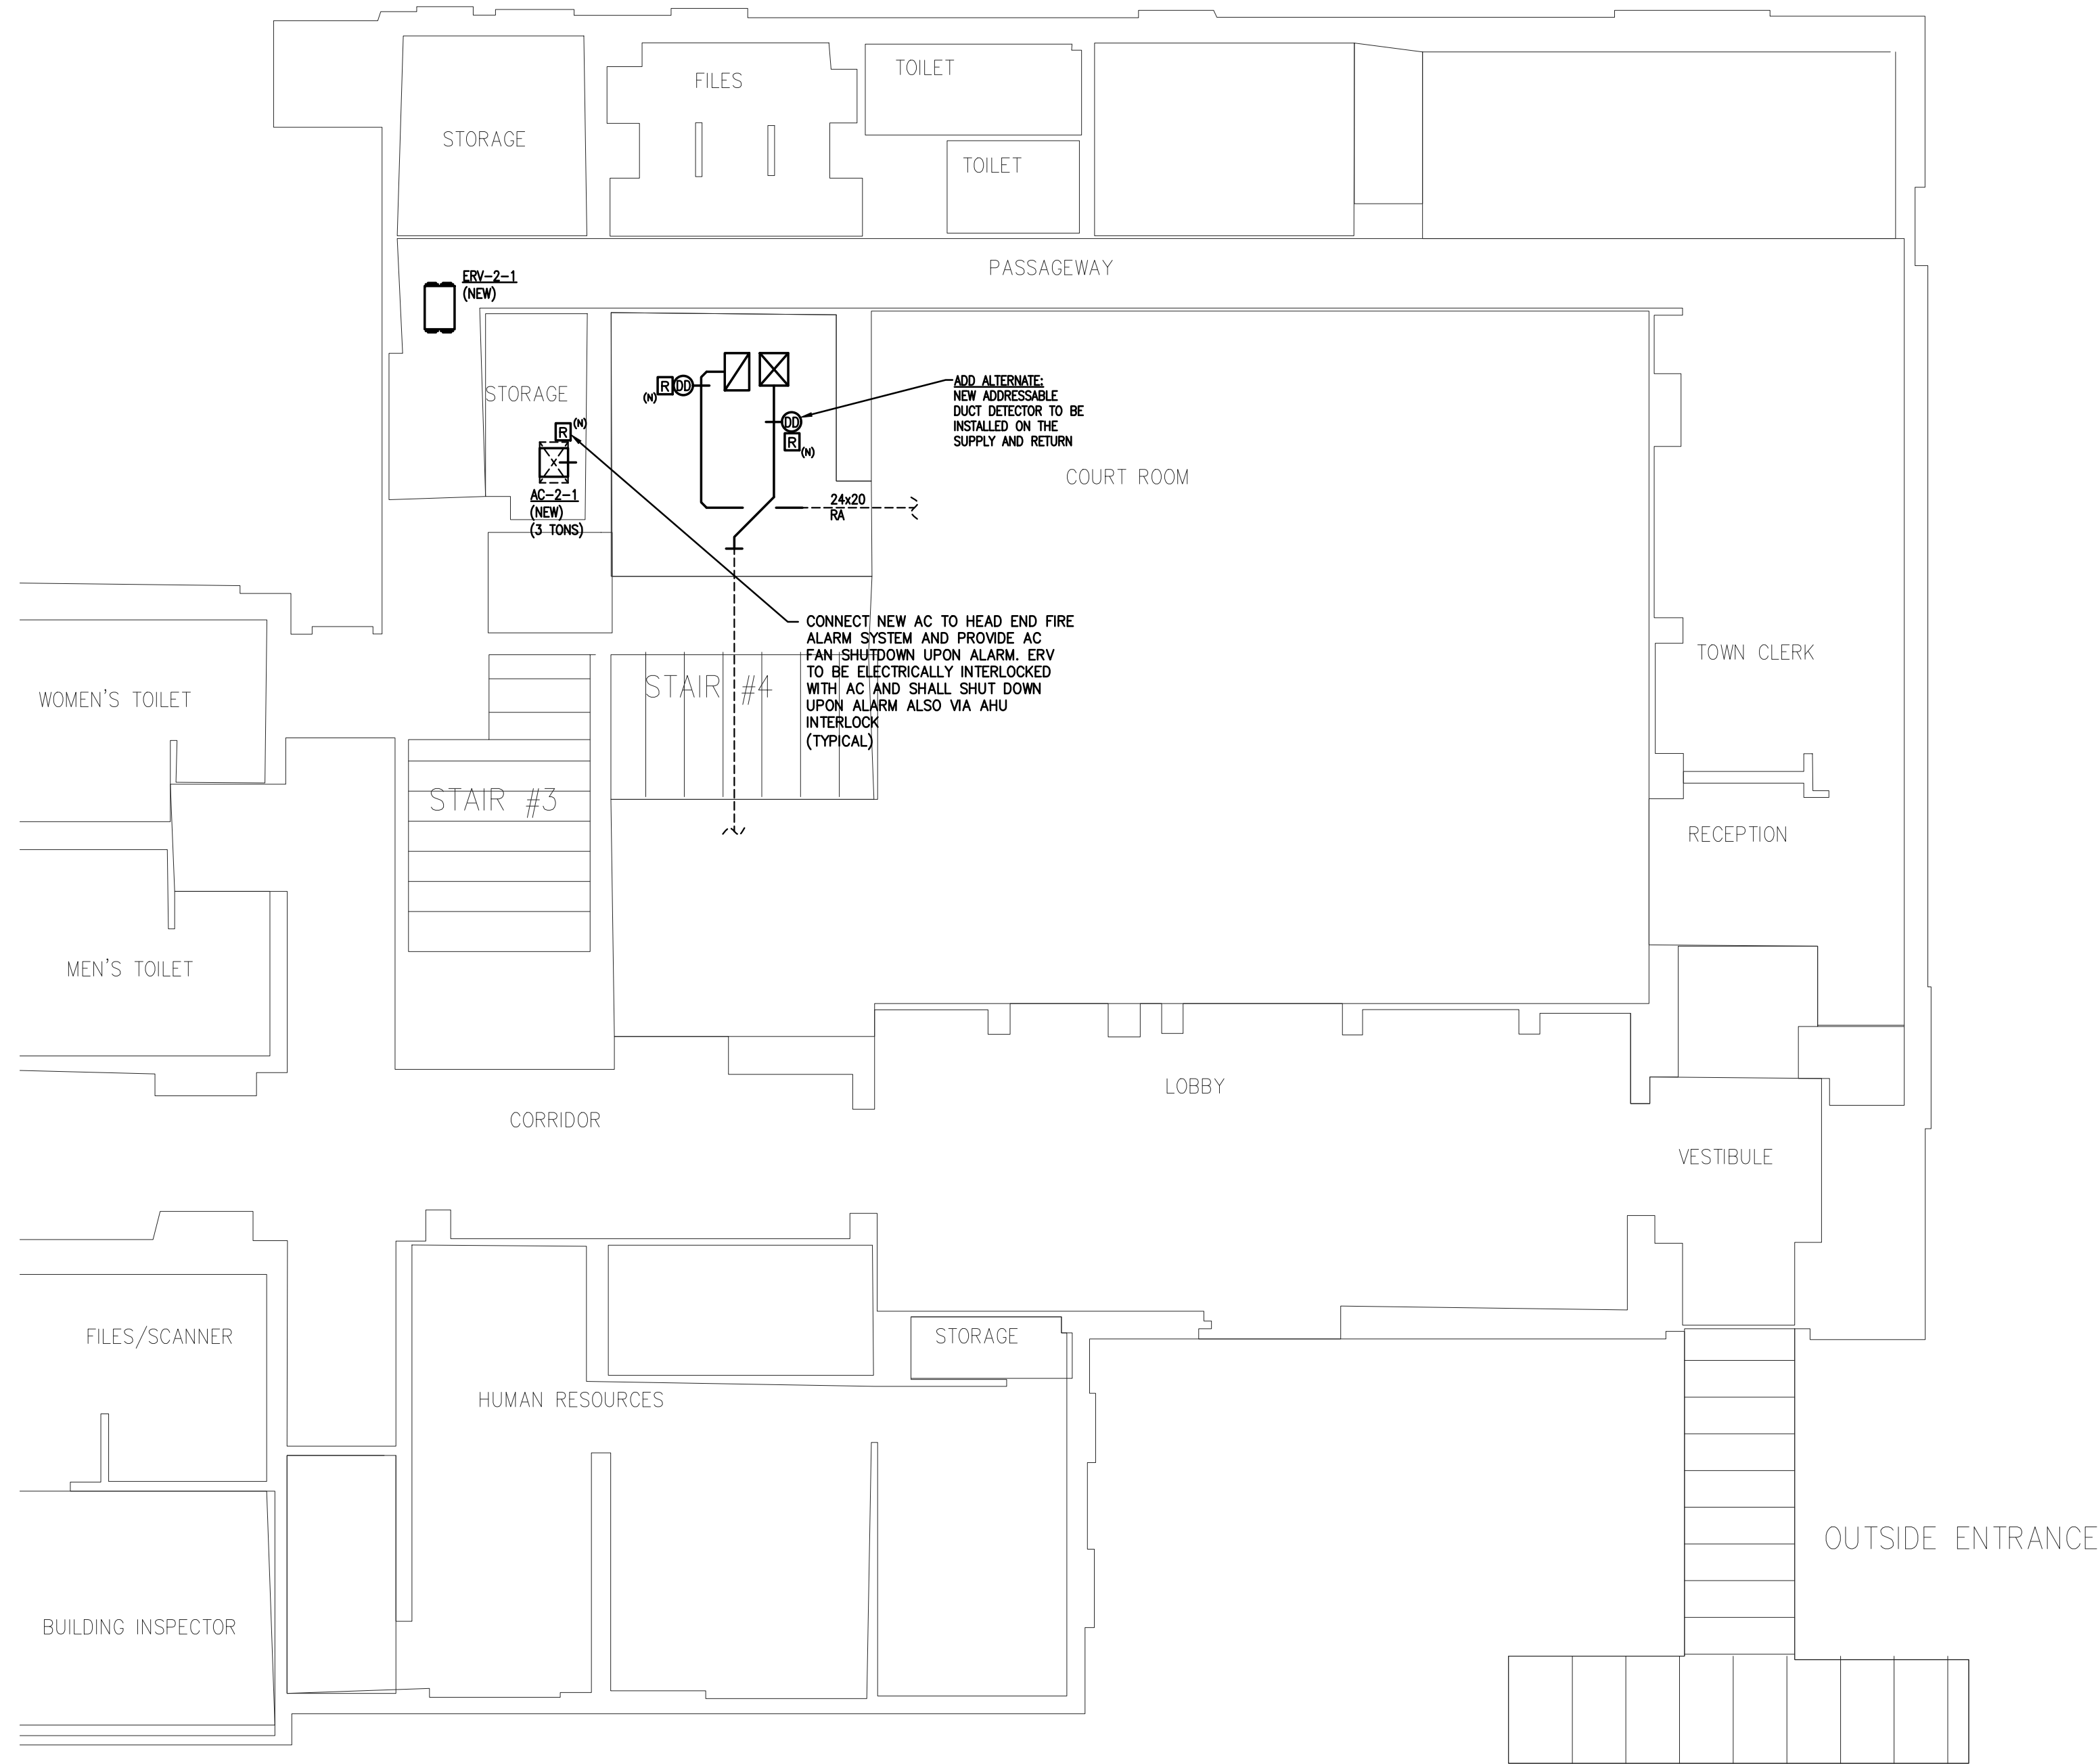 FILES
TOILET
STORAGE
TOILET
PASSAGEWAY
ERV-2-1
(NEW)
STORAGE
(N)
R
AC-2-1
(NEW)
(3 TONS)
X
R
DD
(N)
DD
R
(N)
ADD ALTERNATE:
NEW ADDRESSABLE
DUCT DETECTOR TO BE
INSTALLED ON THE
SUPPLY AND RETURN
24x20
RA
COURT ROOM
CONNECT NEW AC TO HEAD END FIRE
ALARM SYSTEM AND PROVIDE AC
FAN SHUTDOWN UPON ALARM. ERV
TO BE ELECTRICALLY INTERLOCKED
WITH AC AND SHALL SHUT DOWN
UPON ALARM ALSO VIA AHU
INTERLOCK
(TYPICAL)
TOWN CLERK
WOMEN'S TOILET
STAIR #4
STAIR #3
RECEPTION
MEN'S TOILET
LOBBY
CORRIDOR
VESTIBULE
FILES/SCANNER
STORAGE
HUMAN RESOURCES
OUTSIDE ENTRANCE
BUILDING INSPECTOR